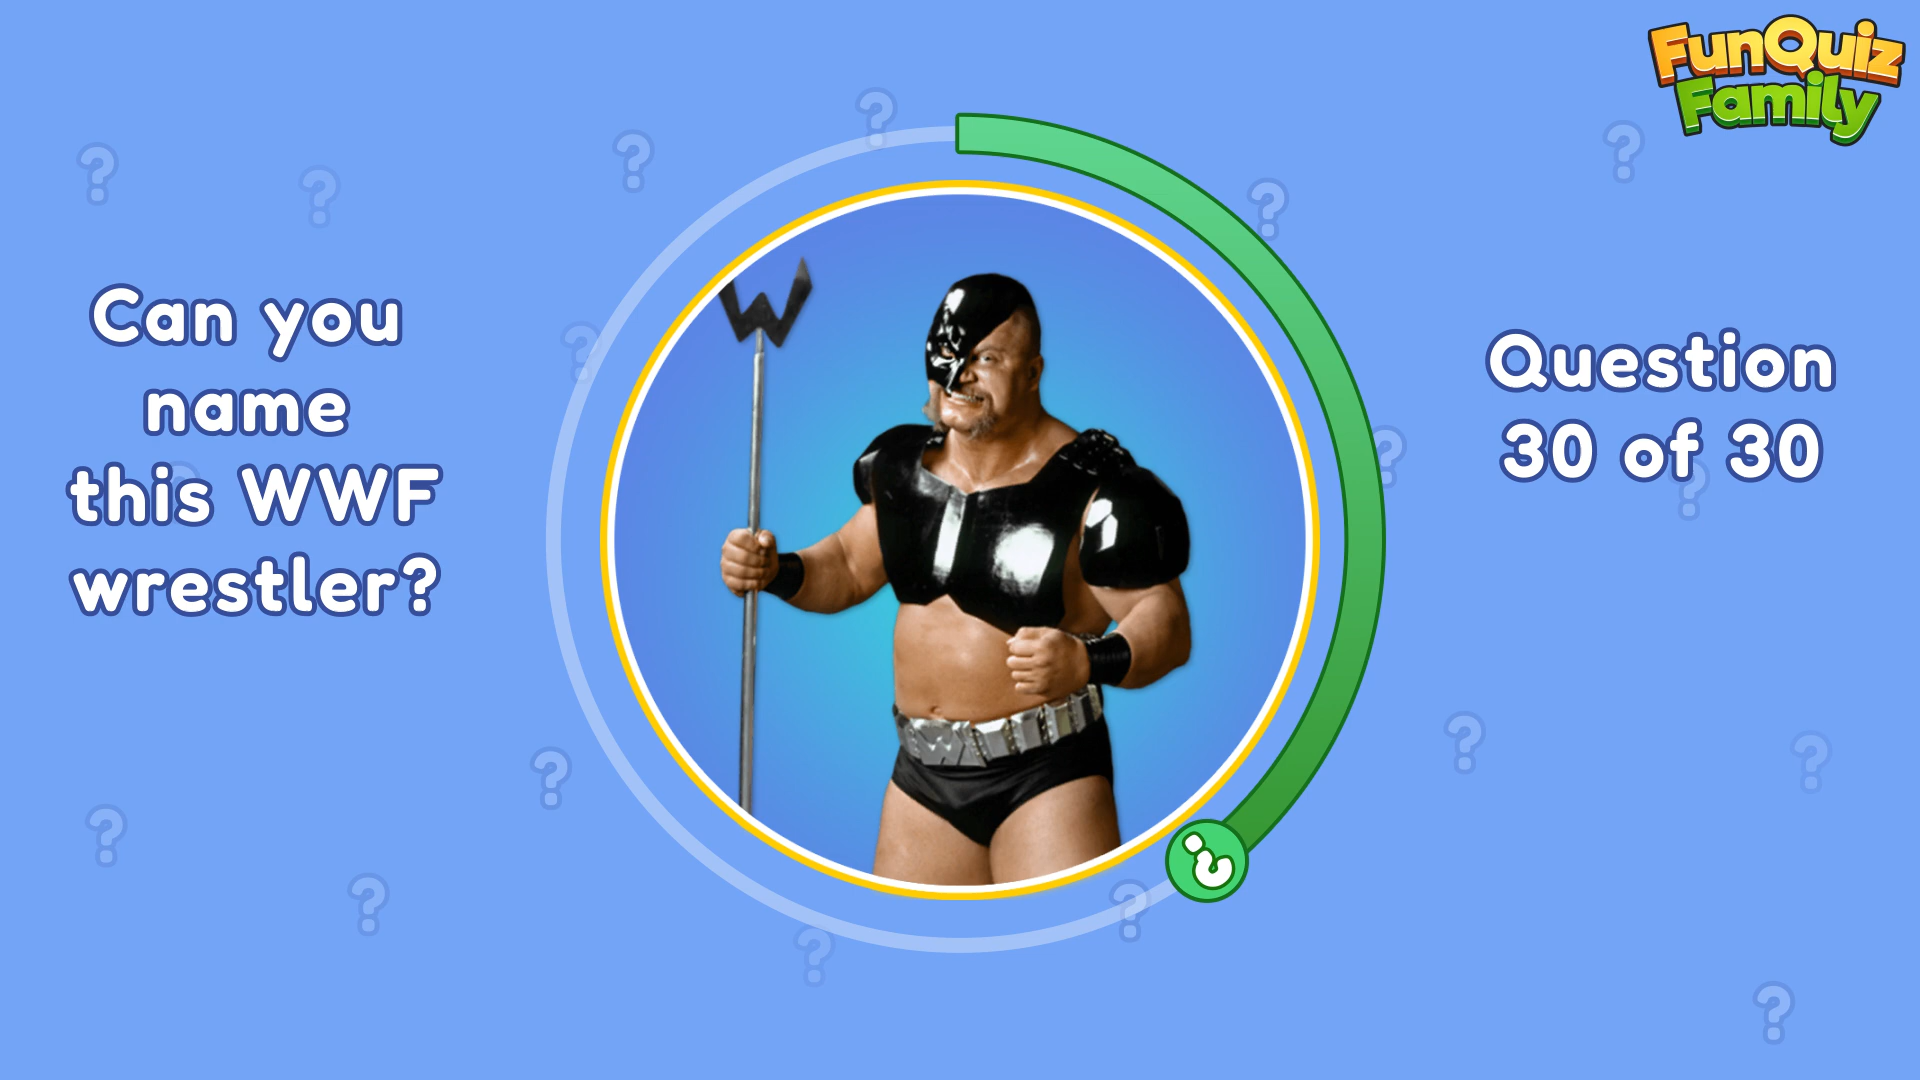 FunQuiz
Family
Can you
name
this WWF
wrestler?
Question
30 of 30
W
W